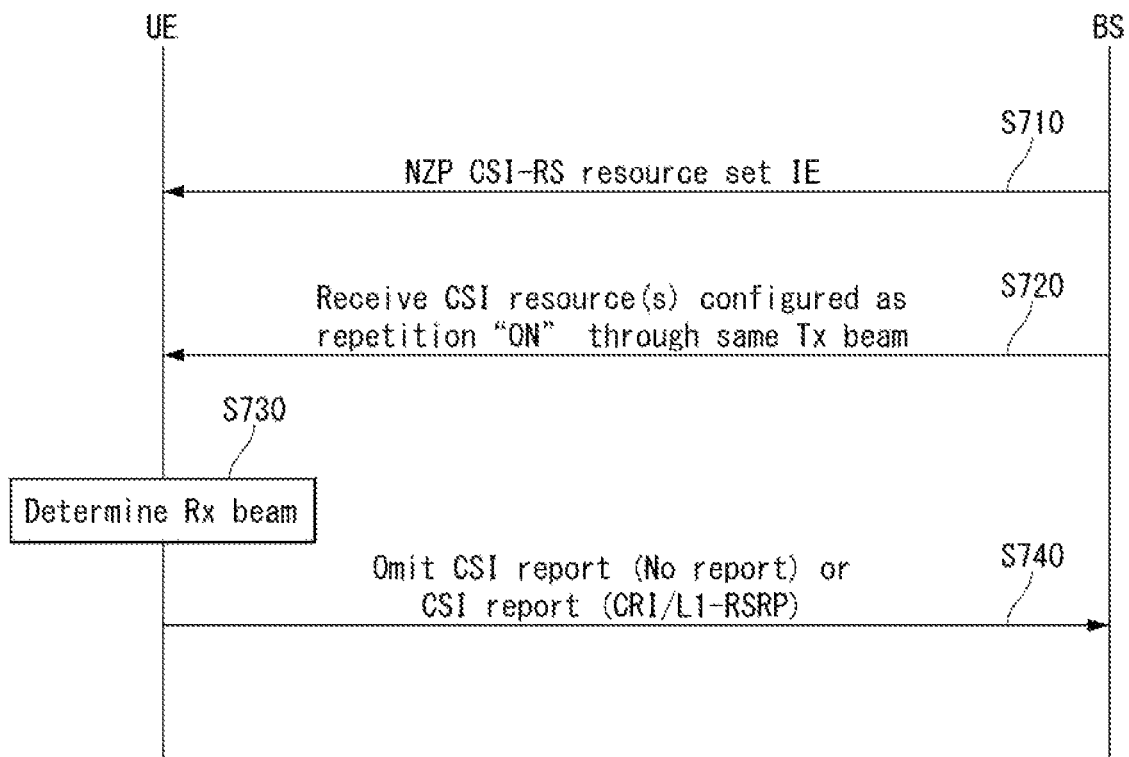 UE
BS
S710
NZP CSI-RS resource set IE
S720
Receive CSI resource(s) configured as
repetition “ON” through same Tx beam
S730
Determine Rx beam
S740
Omit CSI report (No report) or
CSI report (CRI/L1-RSRP)